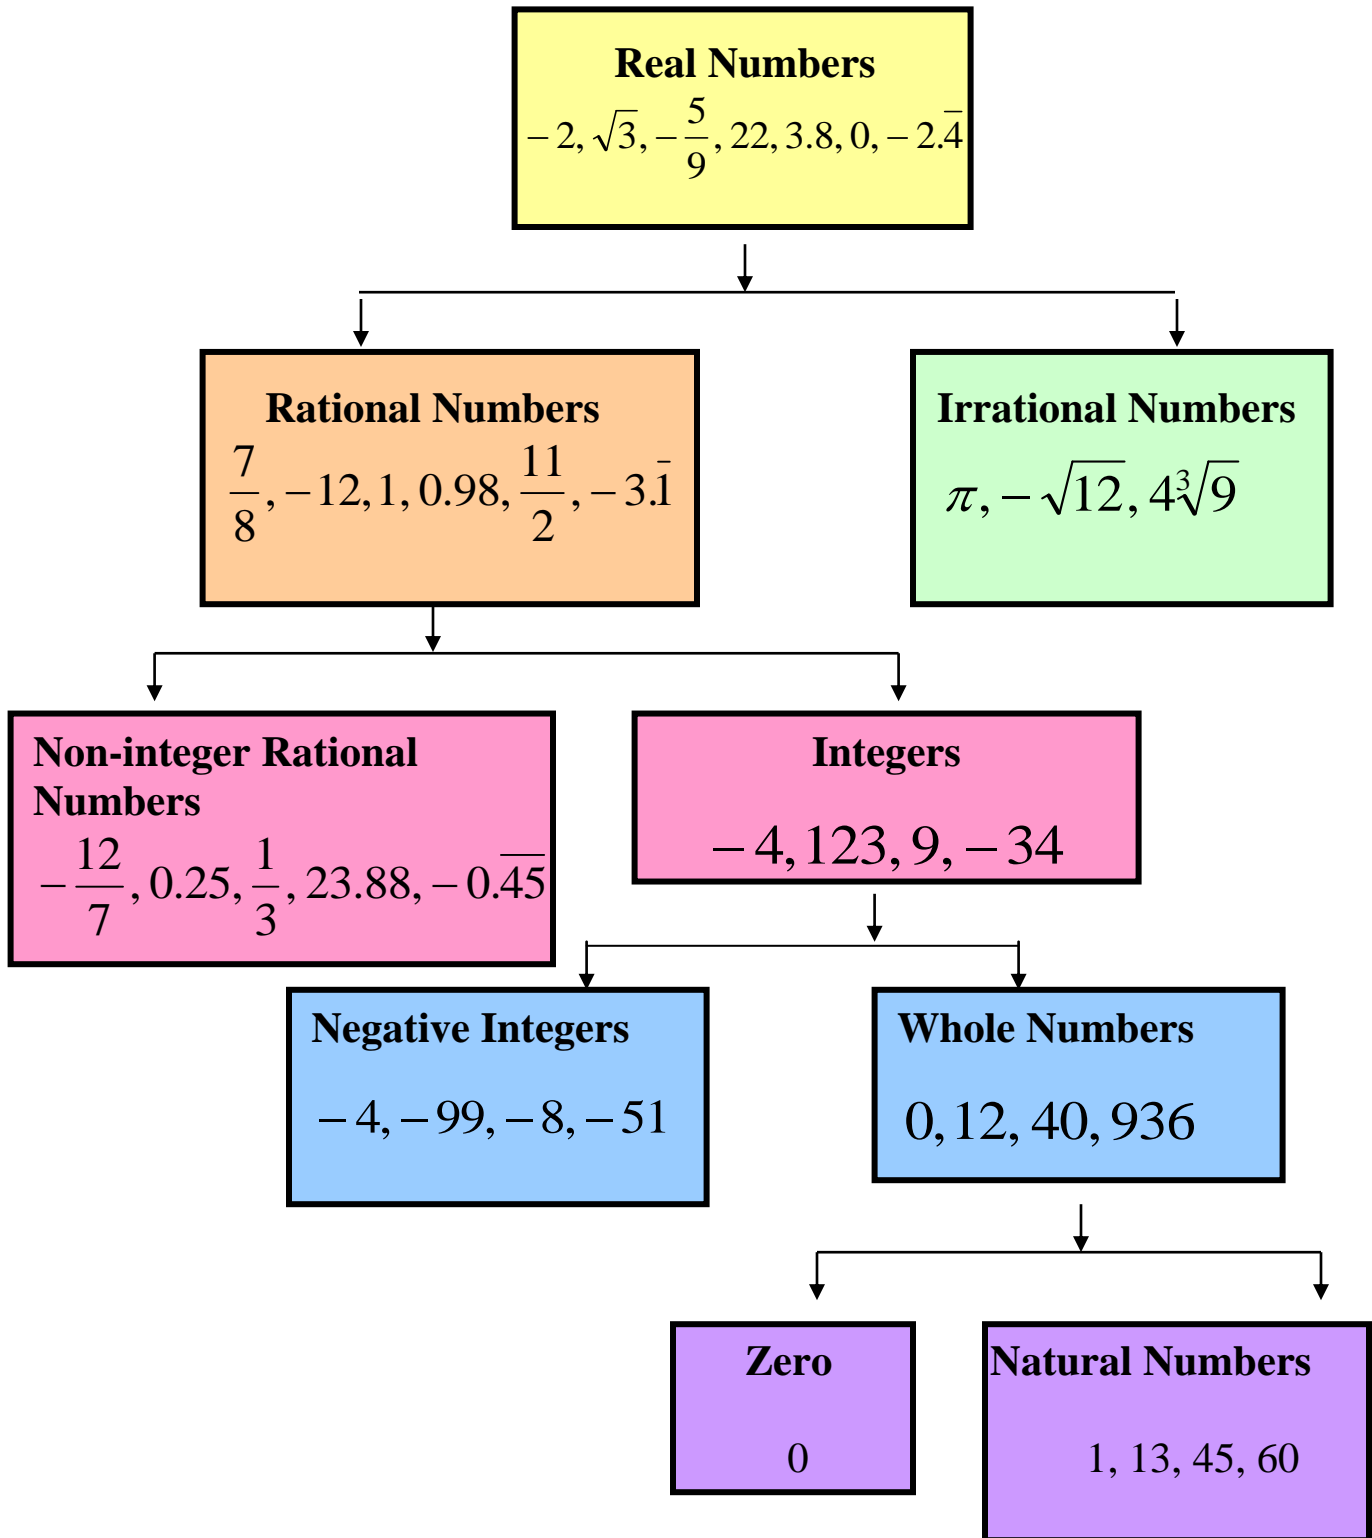 Real Numbers
−2, √3, −5/9, 22, 3.8, 0, −2.4̅
Rational Numbers
7/8, −12, 1, 0.98, 11/2, −3.1̅
Irrational Numbers
π, −√12, 4∛9
Non-integer Rational
Numbers
−12/7, 0.25, 1/3, 23.88, −0.4̅5̅
Integers
−4, 123, 9, −34
Negative Integers
−4, −99, −8, −51
Whole Numbers
0, 12, 40, 936
Zero
0
Natural Numbers
1, 13, 45, 60